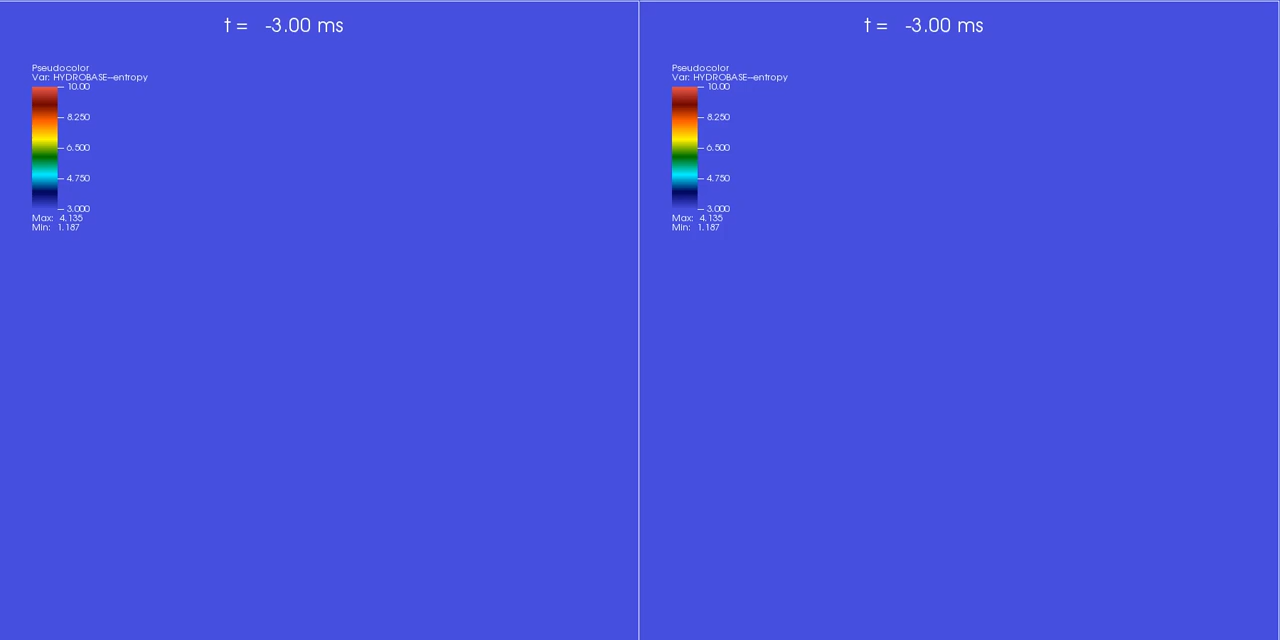 t = -3.00 ms
Pseudocolor
Var: HYDROBASE--entropy
10.00
8.250
6.500
4.750
3.000
Max: 4.135
Min: 1.187
t = -3.00 ms
Pseudocolor
Var: HYDROBASE--entropy
10.00
8.250
6.500
4.750
3.000
Max: 4.135
Min: 1.187